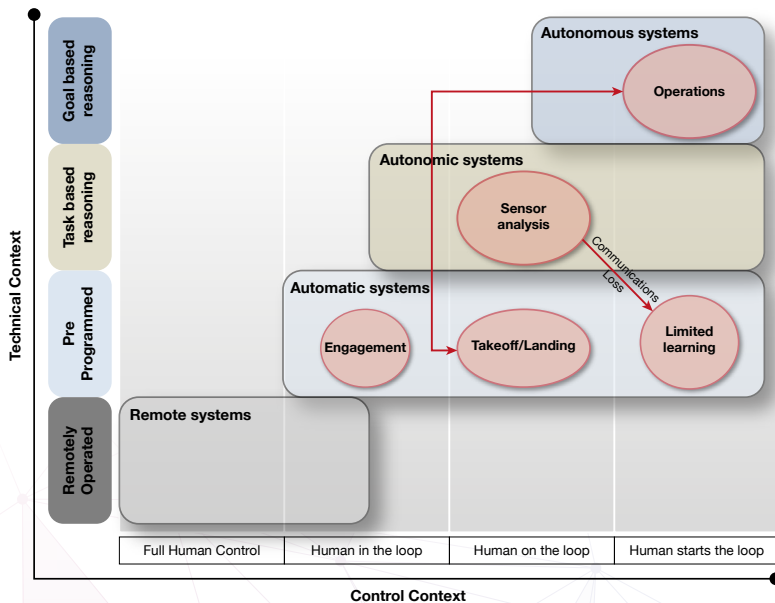 Technical Context
Goal based
reasoning
Task based
reasoning
Pre
Programmed
Remotely
Operated
Autonomous systems
Operations
Autonomic systems
Sensor
analysis
Communications
Loss
Automatic systems
Engagement
Takeoff/Landing
Limited
learning
Remote systems
Full Human Control
Human in the loop
Human on the loop
Human starts the loop
Control Context